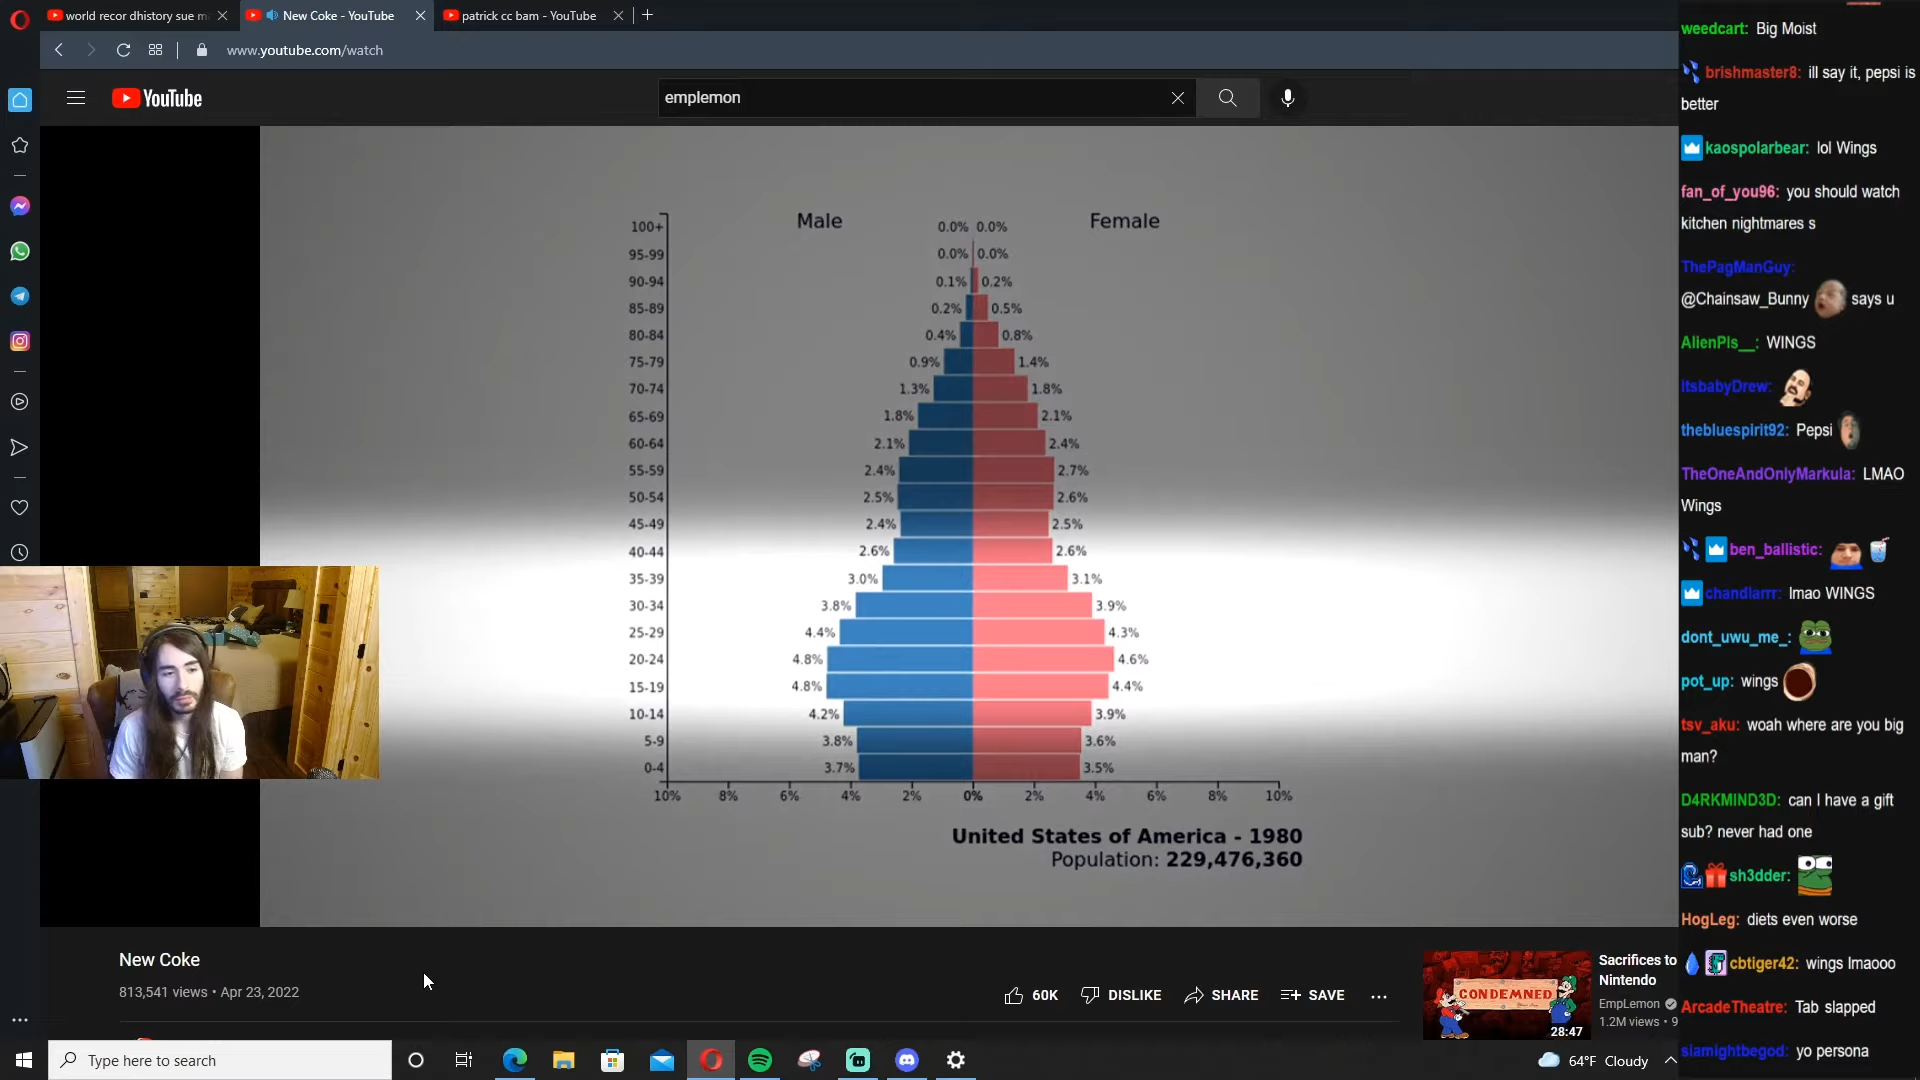 world recor dhistory sue m
New Coke - YouTube
patrick cc bam - YouTube
www.youtube.com/watch
YouTube
emplemon
Male
Female
100+ 0.0% 0.0%
95-99 0.0% 0.0%
90-94 0.1% 0.2%
85-89 0.2% 0.5%
80-84 0.4% 0.8%
75-79 0.9% 1.4%
70-74 1.3% 1.8%
65-69 1.8% 2.1%
60-64 2.1% 2.4%
55-59 2.4% 2.7%
50-54 2.5% 2.6%
45-49 2.4% 2.5%
40-44 2.6% 2.6%
35-39 3.0% 3.1%
30-34 3.8% 3.9%
25-29 4.4% 4.3%
20-24 4.8% 4.6%
15-19 4.8% 4.4%
10-14 4.2% 3.9%
5-9 3.8% 3.6%
0-4 3.7% 3.5%
10% 8% 6% 4% 2% 0% 2% 4% 6% 8% 10%
United States of America - 1980
Population: 229,476,360
New Coke
813,541 views • Apr 23, 2022
60K DISLIKE SHARE SAVE
CONDEMNED
28:47
Sacrifices to
Nintendo
EmpLemon
1.2M views • 9
Type here to search
64°F Cloudy
weedcart: Big Moist
brishmaster8: ill say it, pepsi is
better
kaospolarbear: lol Wings
fan_of_you96: you should watch
kitchen nightmares s
ThePagManGuy:
@Chainsaw_Bunny says u
AlienPls__: WINGS
itsbabyDrew:
thebluespirit92: Pepsi
TheOneAndOnlyMarkula: LMAO
Wings
ben_ballistic:
chandlarrr: lmao WINGS
dont_uwu_me_:
pot_up: wings
tsv_aku: woah where are you big
man?
D4RKMIND3D: can I have a gift
sub? never had one
sh3dder:
HogLeg: diets even worse
cbtiger42: wings lmaooo
ArcadeTheatre: Tab slapped
siamightbegod: yo persona